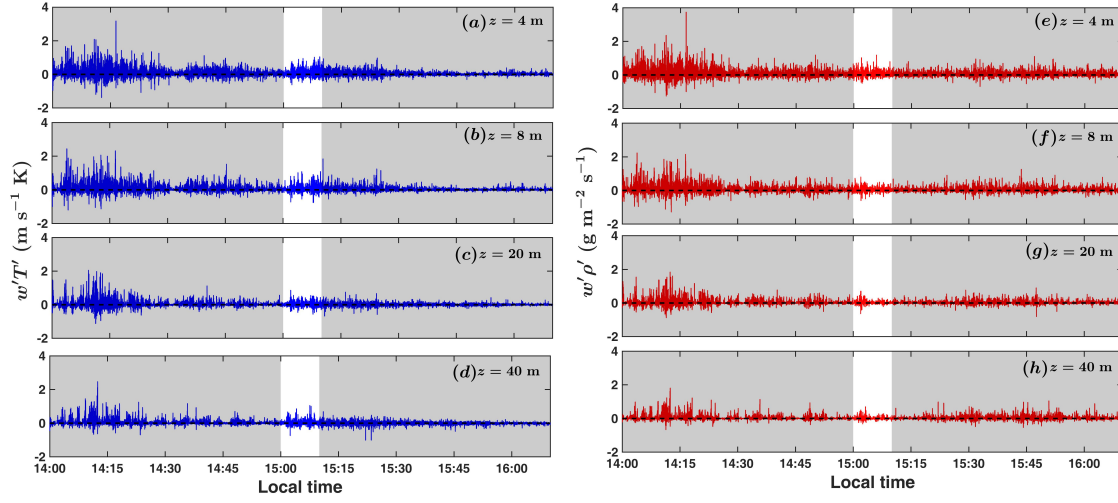 4
2
0
-2
(a) z = 4 m
4
2
0
-2
(b) z = 8 m
4
2
0
-2
(c) z = 20 m
4
2
0
-2
(d) z = 40 m
w′T′ (m s⁻¹ K)
14:00 14:15 14:30 14:45 15:00 15:15 15:30 15:45 16:00
Local time
4
2
0
-2
(e) z = 4 m
4
2
0
-2
(f) z = 8 m
4
2
0
-2
(g) z = 20 m
4
2
0
-2
(h) z = 40 m
w′ρ′ (g m⁻² s⁻¹)
14:00 14:15 14:30 14:45 15:00 15:15 15:30 15:45 16:00
Local time